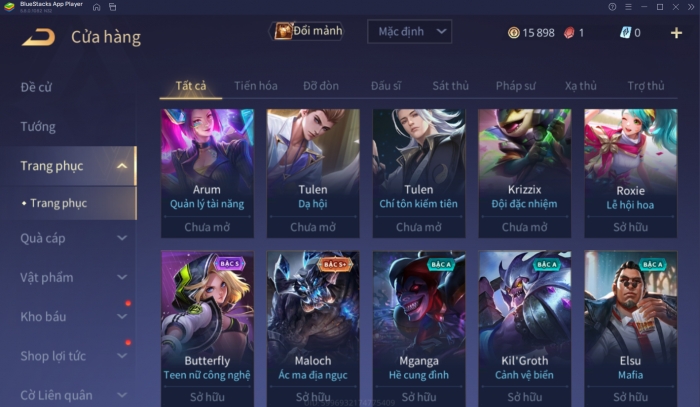 BlueStacks App Player
Cửa hàng
Đổi mảnh
Mặc định
15 898
1
0
Đề cử
Tướng
Trang phục
• Trang phục
Quà cáp
Vật phẩm
Kho báu
Shop lợi tức
Cờ Liên quân
Tất cả Tiến hóa Đỡ đòn Đấu sĩ Sát thủ Pháp sư Xạ thủ Trợ thủ
Arum Tulen Tulen Krizzix Roxie
Quản lý tài năng Dạ hội Chí tôn kiếm tiên Đội đặc nhiệm Lễ hội hoa
Chưa mở Chưa mở Chưa mở Chưa mở Sở hữu
BẬC S BẬC S+ BẬC A BẬC A BẬC A
Butterfly Maloch Mganga Kil'Groth Elsu
Teen nữ công nghệ Ác ma địa ngục Hề cung đình Cảnh vệ biển Mafia
Sở hữu Sở hữu Sở hữu Sở hữu Sở hữu